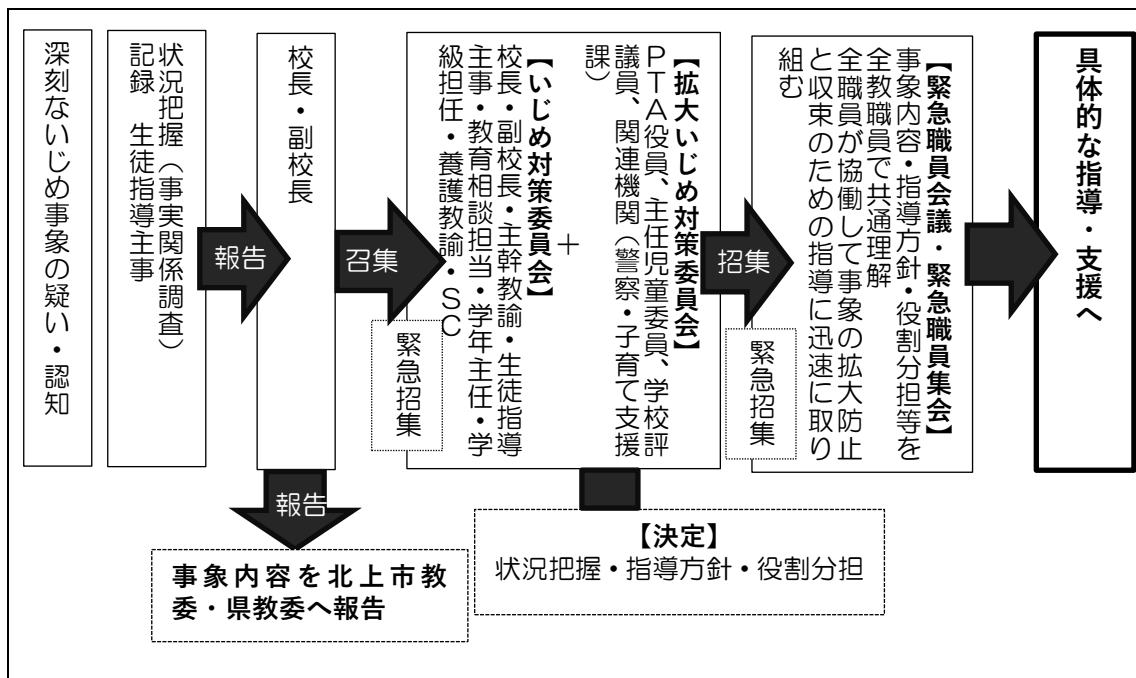 深刻ないじめ事象の疑い・認知
状況把握（事実関係調査）
記録　生徒指導主事
報告
校長・副校長
報告
事象内容を北上市教
委・県教委へ報告
召集
緊急招集
【いじめ対策委員会】
校長・副校長・主幹教諭・生徒指導
主事・教育相談担当・学年主任・学
級担任・養護教諭・ＳＣ
＋
【拡大いじめ対策委員会】
ＰＴＡ役員、主任児童委員、学校評
議員、関連機関（警察・子育て支援
課）
【決定】
状況把握・指導方針・役割分担
招集
緊急招集
【緊急職員会議・緊急職員集会】
事象内容・指導方針・役割分担等を
全教職員で共通理解
全職員が協働して事象の拡大防止
と収束のための指導に迅速に取り
組む
具体的な指導・支援へ